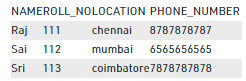 NAMEROLL_NOLOCATION PHONE_NUMBER
Raj 111 chennai 8787878787
Sai 112 mumbai 6565656565
Sri 113 coimbatore7878787878